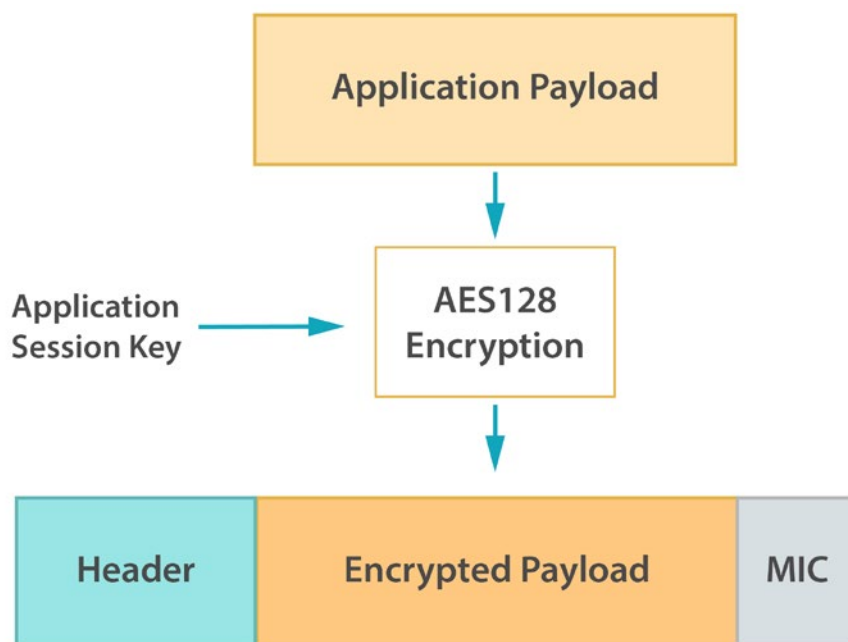 Application Payload
Application
Session Key
AES128
Encryption
Header
Encrypted Payload
MIC